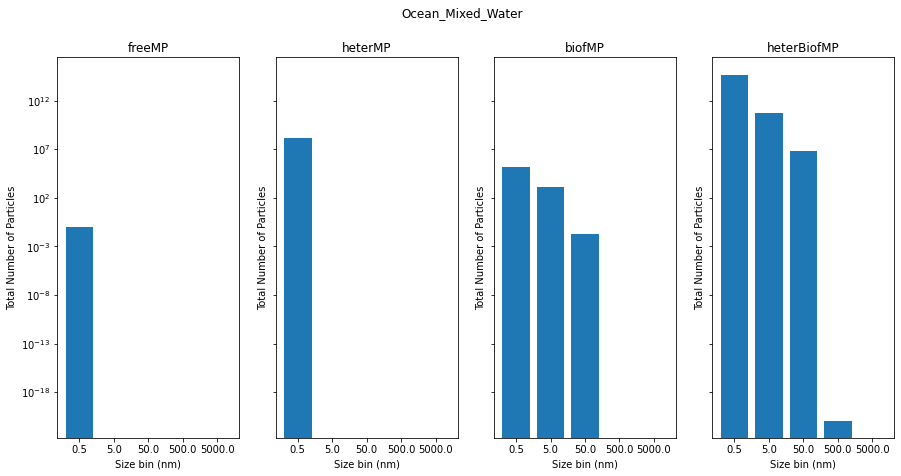 Ocean_Mixed_Water
freeMP
heterMP
biofMP
heterBiofMP
Total Number of Particles
10^12
10^7
10^2
10^-3
10^-8
10^-13
10^-18
0.5 5.0 50.0 500.0 5000.0
Size bin (nm)
Total Number of Particles
0.5 5.0 50.0 500.0 5000.0
Size bin (nm)
Total Number of Particles
0.5 5.0 50.0 500.0 5000.0
Size bin (nm)
Total Number of Particles
0.5 5.0 50.0 500.0 5000.0
Size bin (nm)